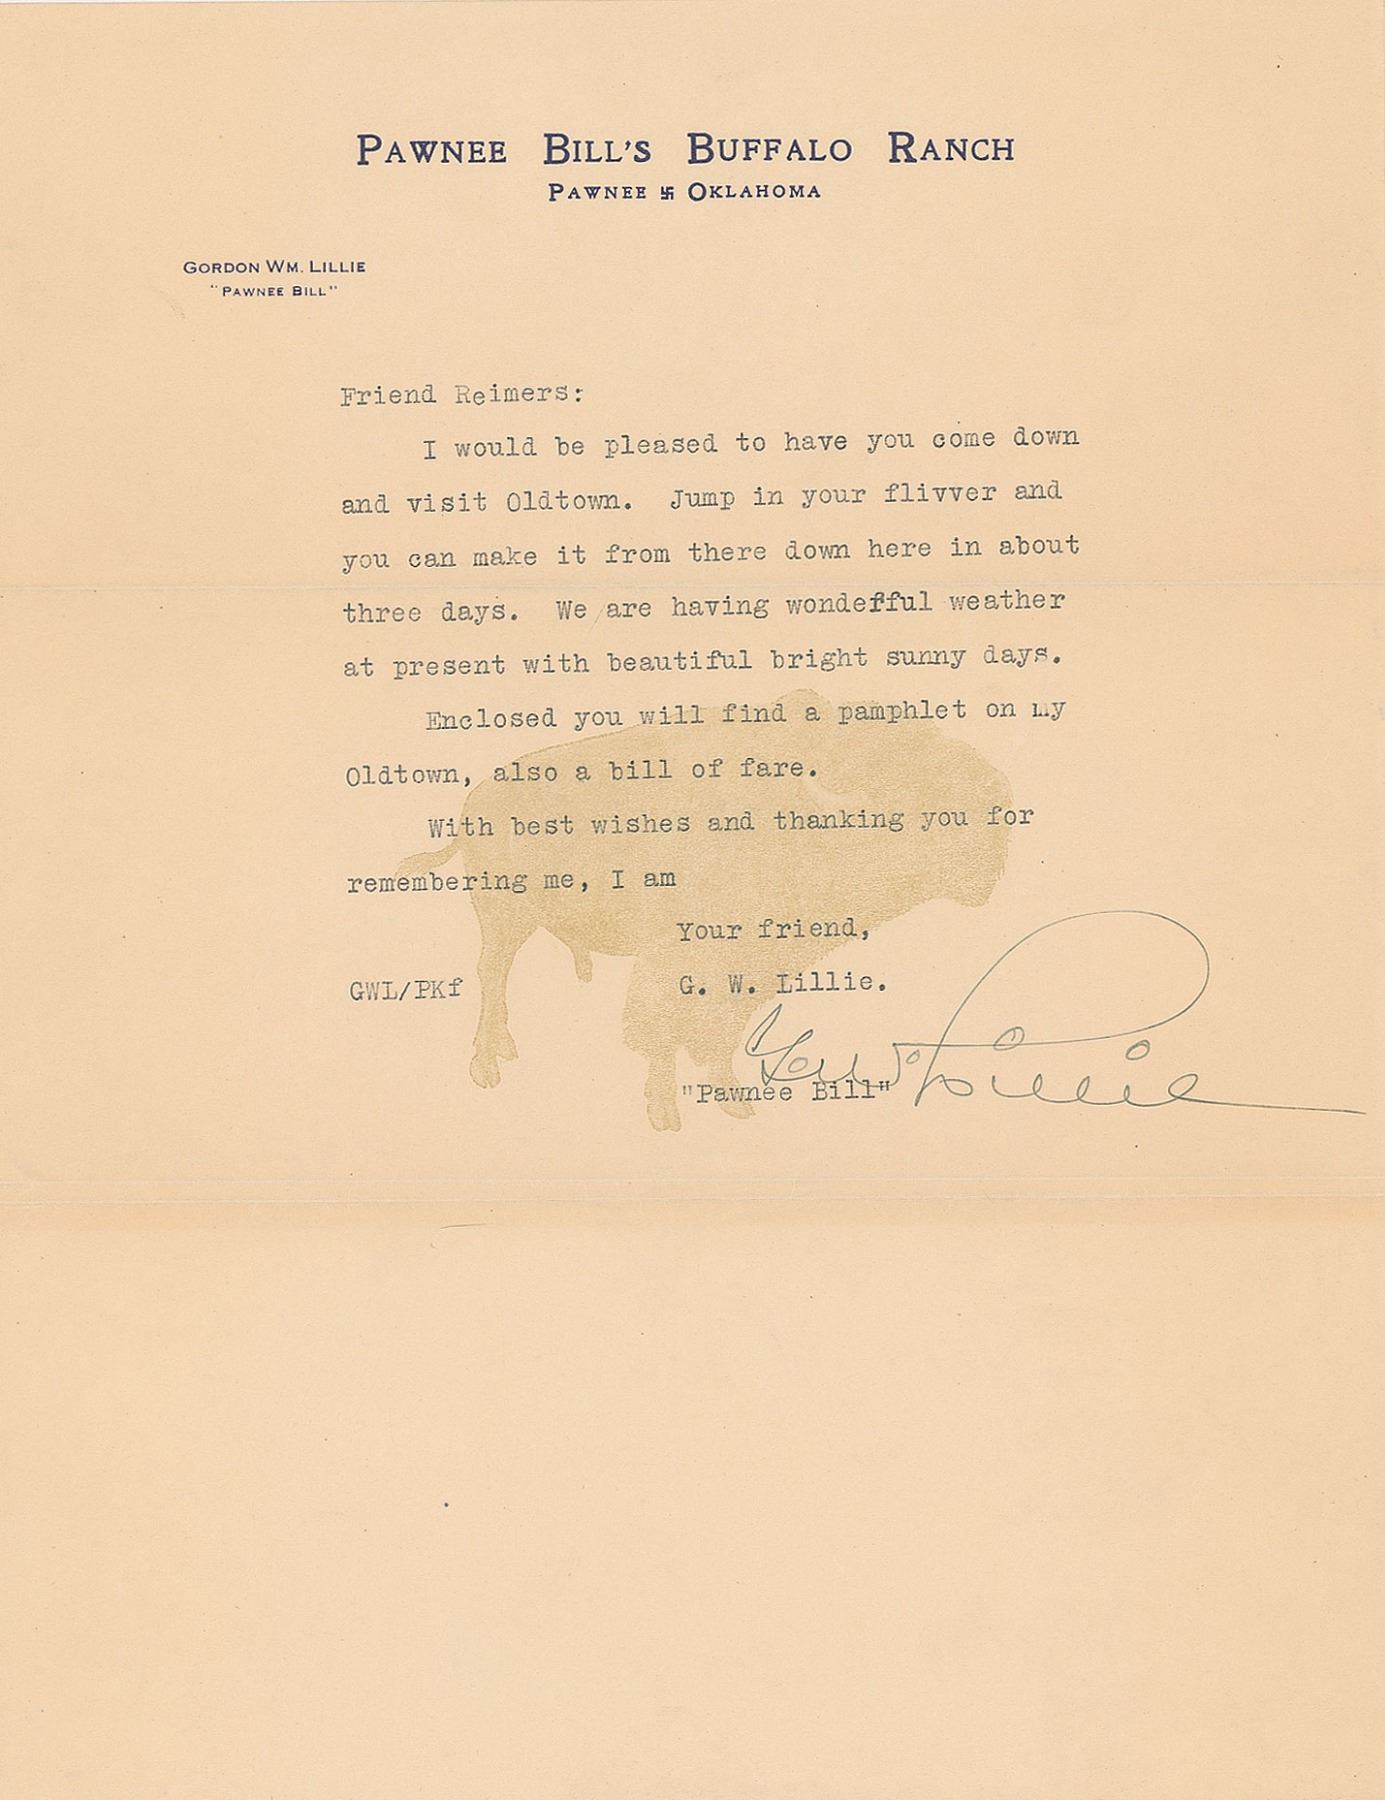 PAWNEE BILL'S BUFFALO RANCH
PAWNEE 卐 OKLAHOMA
GORDON WM. LILLIE
"PAWNEE BILL"
Friend Reimers:
I would be pleased to have you come down
and visit Oldtown. Jump in your flivver and
you can make it from there down here in about
three days. We are having wonderful weather
at present with beautiful bright sunny days.
Enclosed you will find a pamphlet on my
Oldtown, also a bill of fare.
With best wishes and thanking you for
remembering me, I am
Your friend,
GWL/PKf G. W. Lillie.
Gordon W Lillie
"Pawnee Bill"